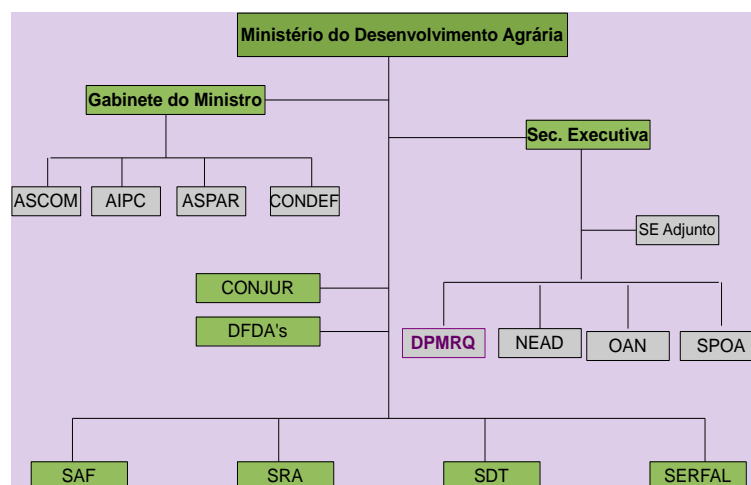 Ministério do Desenvolvimento Agrária
Gabinete do Ministro
Sec. Executiva
ASCOM
AIPC
ASPAR
CONDEF
SE Adjunto
CONJUR
DFDA's
DPMRQ
NEAD
OAN
SPOA
SAF
SRA
SDT
SERFAL